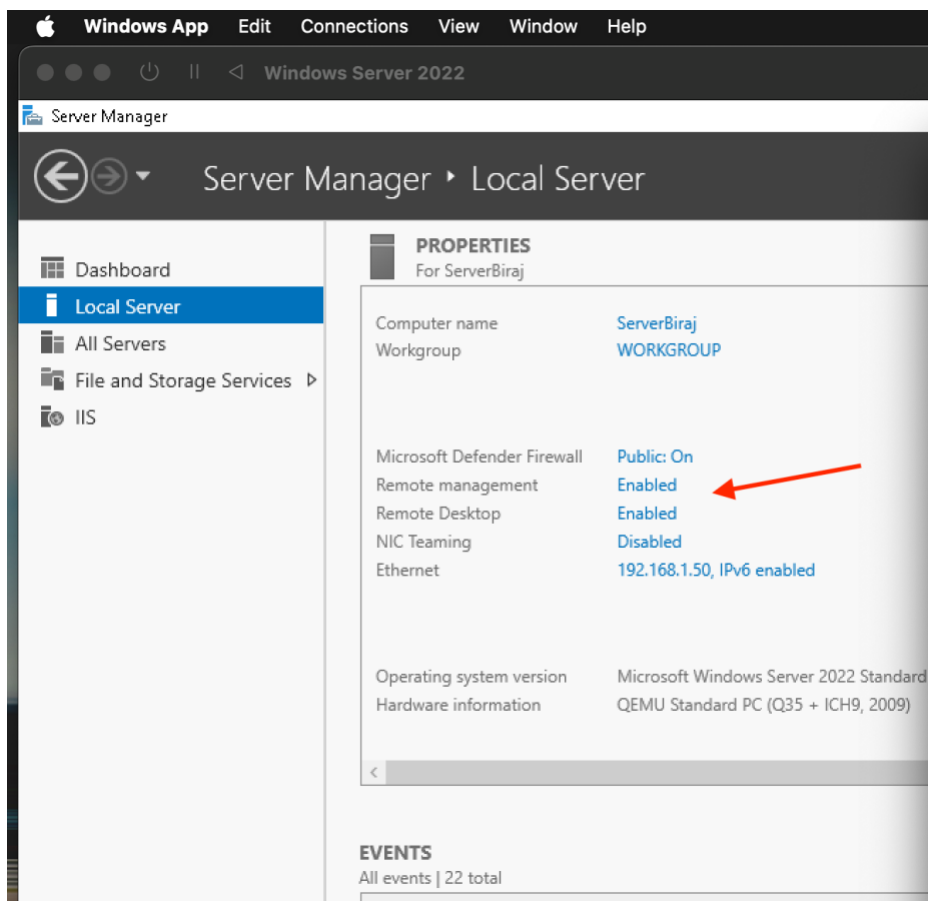 Windows App Edit Connections View Window Help
Windows Server 2022
Server Manager
Server Manager ‣ Local Server
Dashboard
Local Server
All Servers
File and Storage Services
IIS
PROPERTIES
For ServerBiraj
Computer name ServerBiraj
Workgroup WORKGROUP
Microsoft Defender Firewall Public: On
Remote management Enabled
Remote Desktop Enabled
NIC Teaming Disabled
Ethernet 192.168.1.50, IPv6 enabled
Operating system version Microsoft Windows Server 2022 Standard
Hardware information QEMU Standard PC (Q35 + ICH9, 2009)
EVENTS
All events | 22 total